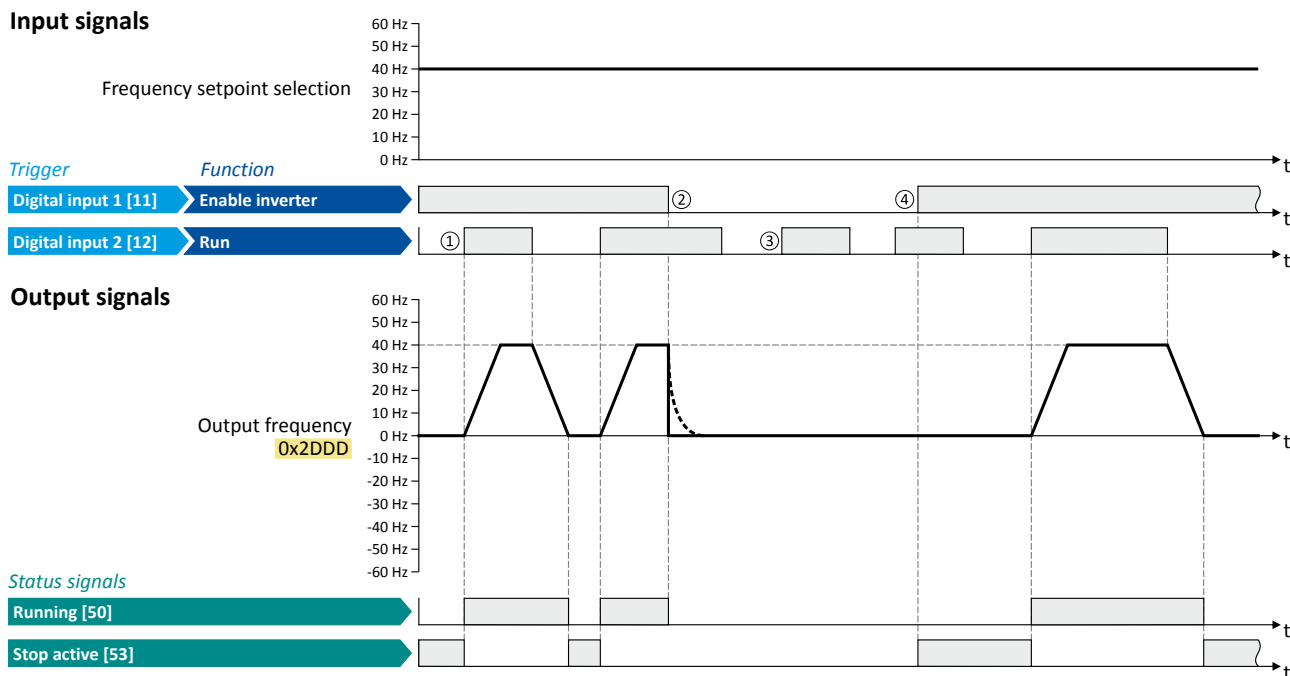 Input signals
60 Hz
50 Hz
40 Hz
Frequency setpoint selection
30 Hz
20 Hz
10 Hz
0 Hz
t
Trigger
Function
Digital input 1 [11]
Enable inverter
②
④
t
Digital input 2 [12]
Run
①
③
t
Output signals
60 Hz
50 Hz
40 Hz
30 Hz
20 Hz
10 Hz
Output frequency
0 Hz
t
0x2DDD
-10 Hz
-20 Hz
-30 Hz
-40 Hz
-50 Hz
-60 Hz
Status signals
Running [50]
t
Stop active [53]
t